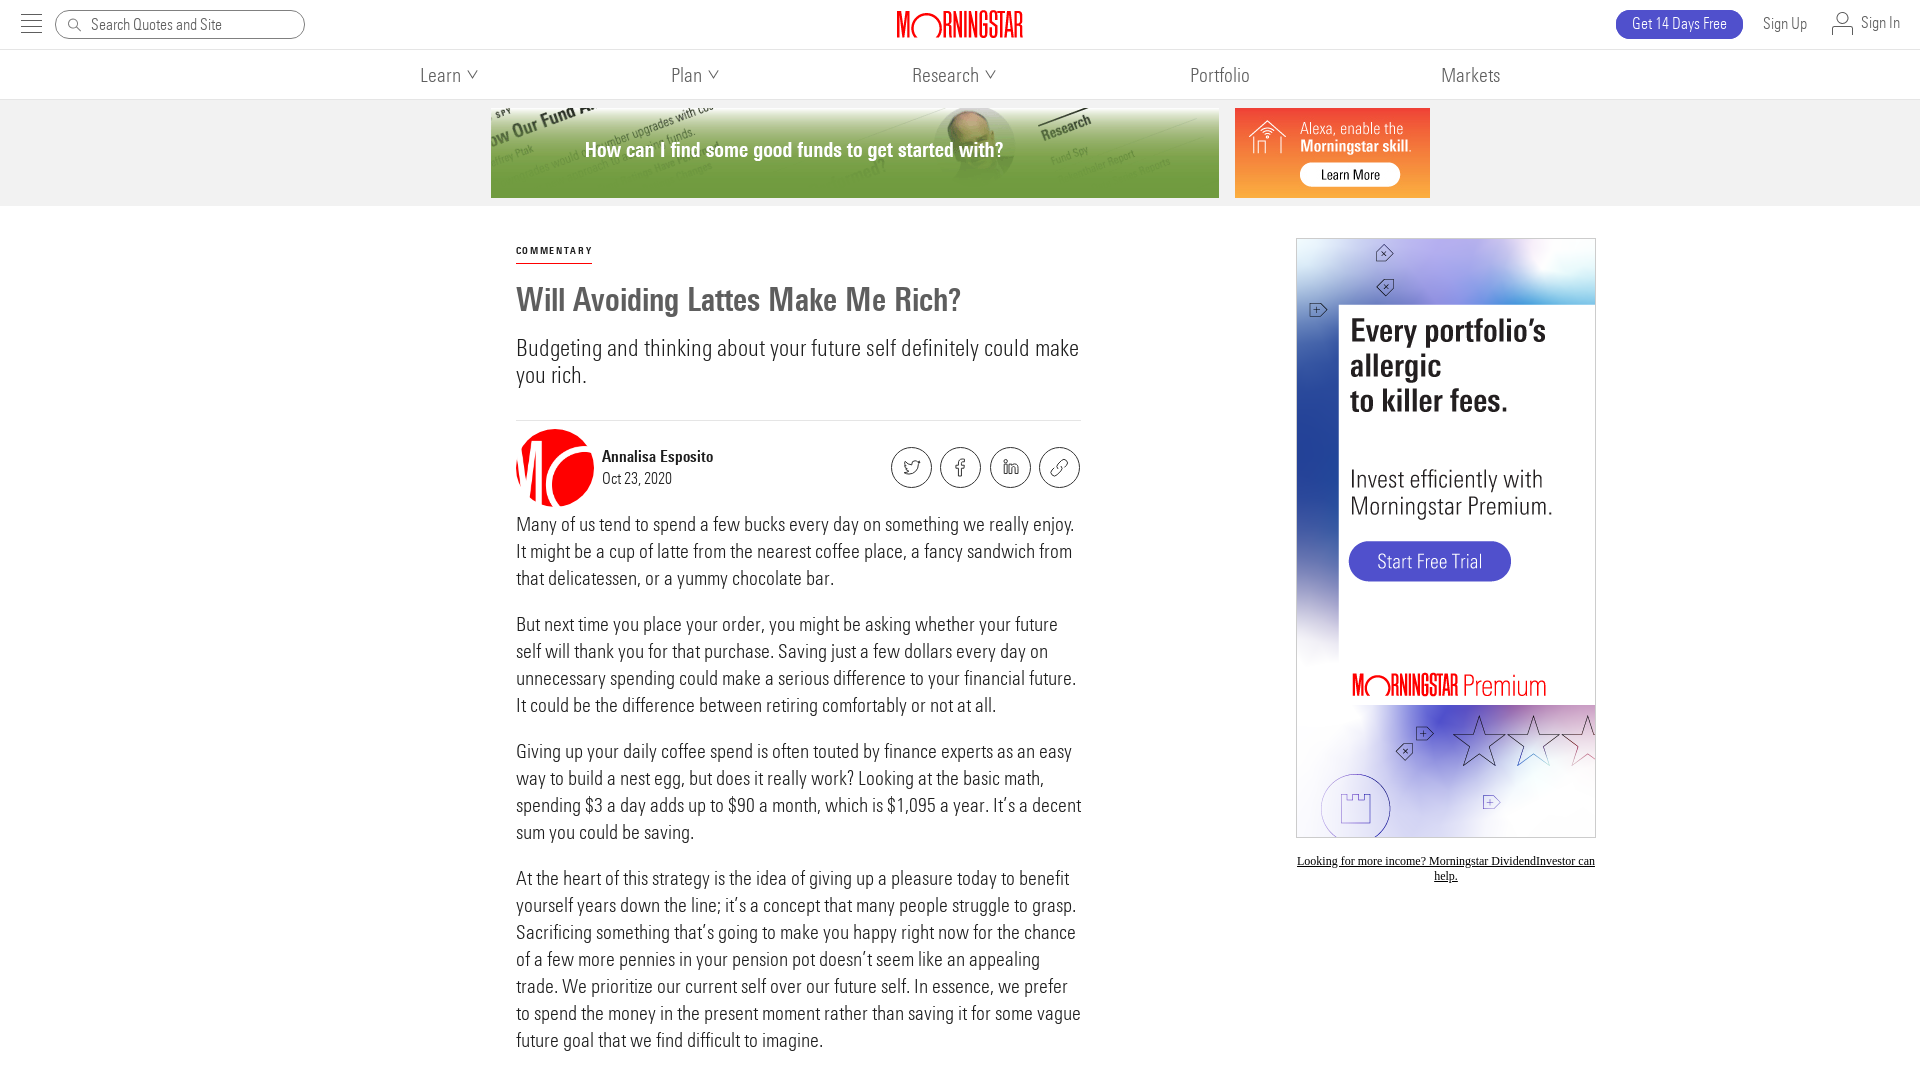 Search Quotes and Site
MORNINGSTAR
Get 14 Days Free
Sign Up
Sign In
Learn
Plan
Research
Portfolio
Markets
How can I find some good funds to get started with?
Research
Alexa, enable the
Morningstar skill.
Learn More
COMMENTARY
Will Avoiding Lattes Make Me Rich?
Budgeting and thinking about your future self definitely could make
you rich.
Annalisa Esposito
Oct 23, 2020
Many of us tend to spend a few bucks every day on something we really enjoy.
It might be a cup of latte from the nearest coffee place, a fancy sandwich from
that delicatessen, or a yummy chocolate bar.
But next time you place your order, you might be asking whether your future
self will thank you for that purchase. Saving just a few dollars every day on
unnecessary spending could make a serious difference to your financial future.
It could be the difference between retiring comfortably or not at all.
Giving up your daily coffee spend is often touted by finance experts as an easy
way to build a nest egg, but does it really work? Looking at the basic math,
spending $3 a day adds up to $90 a month, which is $1,095 a year. It’s a decent
sum you could be saving.
At the heart of this strategy is the idea of giving up a pleasure today to benefit
yourself years down the line; it’s a concept that many people struggle to grasp.
Sacrificing something that’s going to make you happy right now for the chance
of a few more pennies in your pension pot doesn’t seem like an appealing
trade. We prioritize our current self over our future self. In essence, we prefer
to spend the money in the present moment rather than saving it for some vague
future goal that we find difficult to imagine.
Every portfolio’s
allergic
to killer fees.
Invest efficiently with
Morningstar Premium.
Start Free Trial
MORNINGSTAR Premium
Looking for more income? Morningstar DividendInvestor can
help.